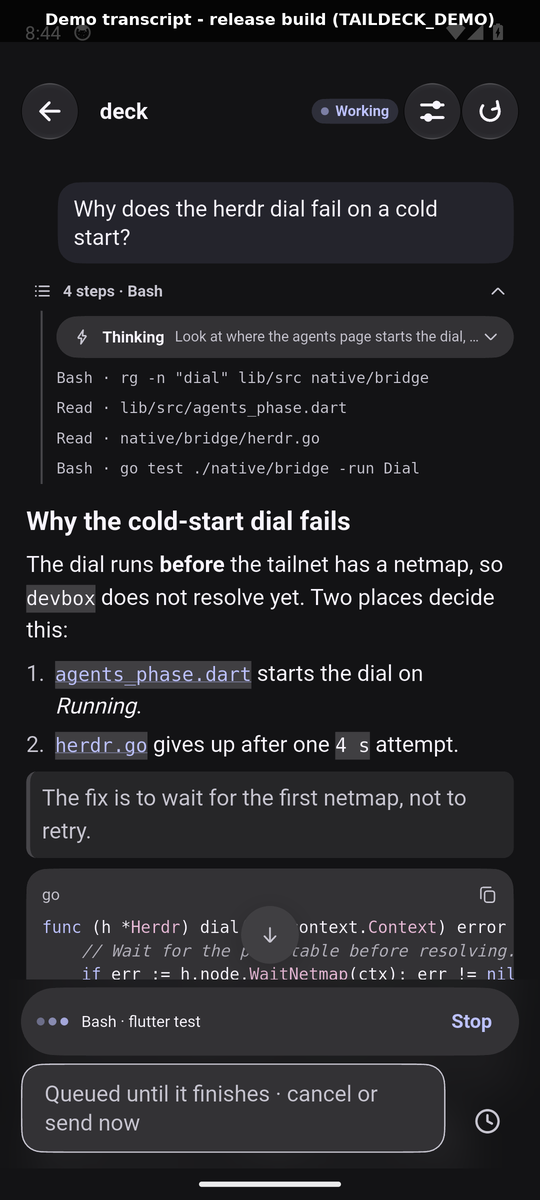 Demo transcript - release build (TAILDECK_DEMO)
8:44
deck
Working
Why does the herdr dial fail on a cold
start?
4 steps · Bash
Thinking Look at where the agents page starts the dial, …
Bash · rg -n "dial" lib/src native/bridge
Read · lib/src/agents_phase.dart
Read · native/bridge/herdr.go
Bash · go test ./native/bridge -run Dial
Why the cold-start dial fails
The dial runs before the tailnet has a netmap, so
devbox does not resolve yet. Two places decide
this:
1. agents_phase.dart starts the dial on
Running.
2. herdr.go gives up after one 4 s attempt.
The fix is to wait for the first netmap, not to
retry.
go
func (h *Herdr) dial ontext.Context) error
// Wait for the table before resolving.
if err := h.node.WaitNetmap(ctx); err != nil
Bash · flutter test
Stop
Queued until it finishes · cancel or
send now